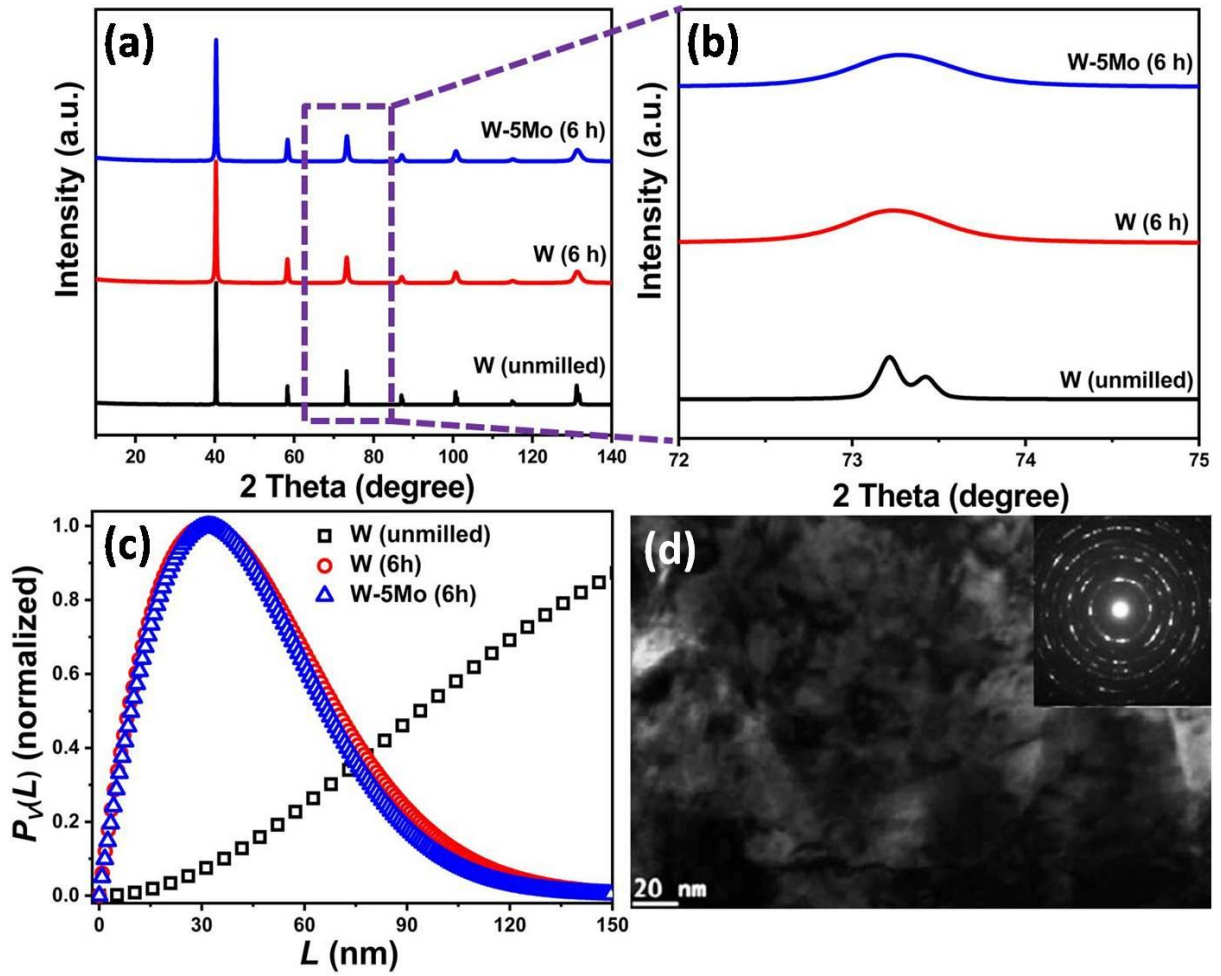 (a)
W-5Mo (6 h)
W (6 h)
W (unmilled)
Intensity (a.u.)
20 40 60 80 100 120 140
2 Theta (degree)
(b)
W-5Mo (6 h)
W (6 h)
W (unmilled)
Intensity (a.u.)
72 73 74 75
2 Theta (degree)
(c)
W (unmilled)
W (6h)
W-5Mo (6h)
1.0
0.8
0.6
0.4
0.2
0.0
PV(L) (normalized)
0 30 60 90 120 150
L (nm)
(d)
20 nm